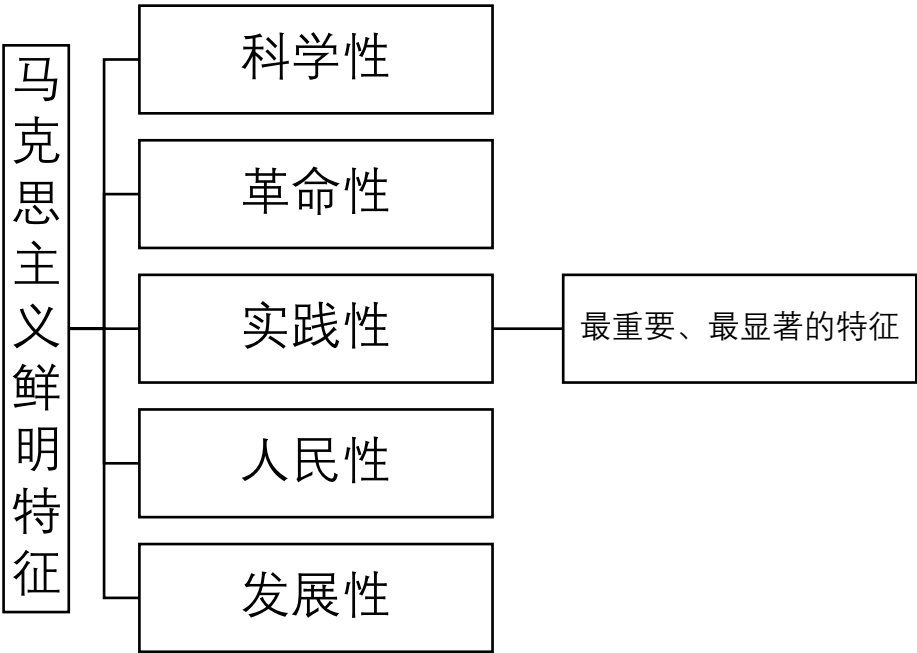 马克思主义鲜明特征
科学性
革命性
实践性
最重要、最显著的特征
人民性
发展性